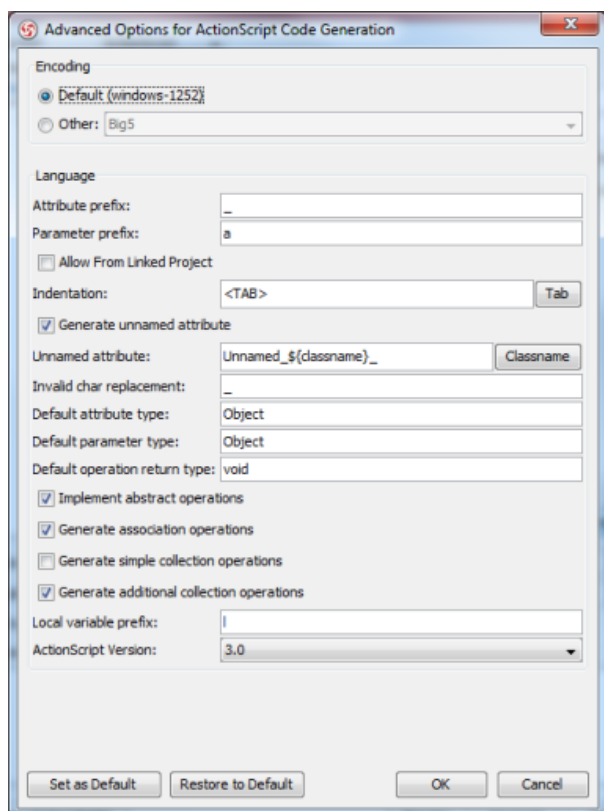 Advanced Options for ActionScript Code Generation
Encoding
Default (windows-1252)
Other: Big5
Language
Attribute prefix: _
Parameter prefix: a
Allow From Linked Project
Indentation: <TAB> Tab
Generate unnamed attribute
Unnamed attribute: Unnamed_${classname}_ Classname
Invalid char replacement: _
Default attribute type: Object
Default parameter type: Object
Default operation return type: void
Implement abstract operations
Generate association operations
Generate simple collection operations
Generate additional collection operations
Local variable prefix: l
ActionScript Version: 3.0
Set as Default Restore to Default OK Cancel